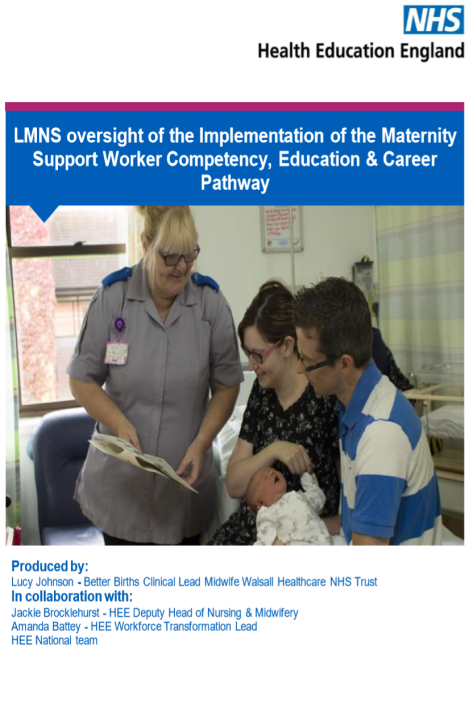 NHS
Health Education England
LMNS oversight of the Implementation of the Maternity
Support Worker Competency, Education & Career
Pathway
Produced by:
Lucy Johnson - Better Births Clinical Lead Midwife Walsall Healthcare NHS Trust
In collaboration with:
Jackie Brocklehurst - HEE Deputy Head of Nursing & Midwifery
Amanda Battey - HEE Workforce Transformation Lead
HEE National team